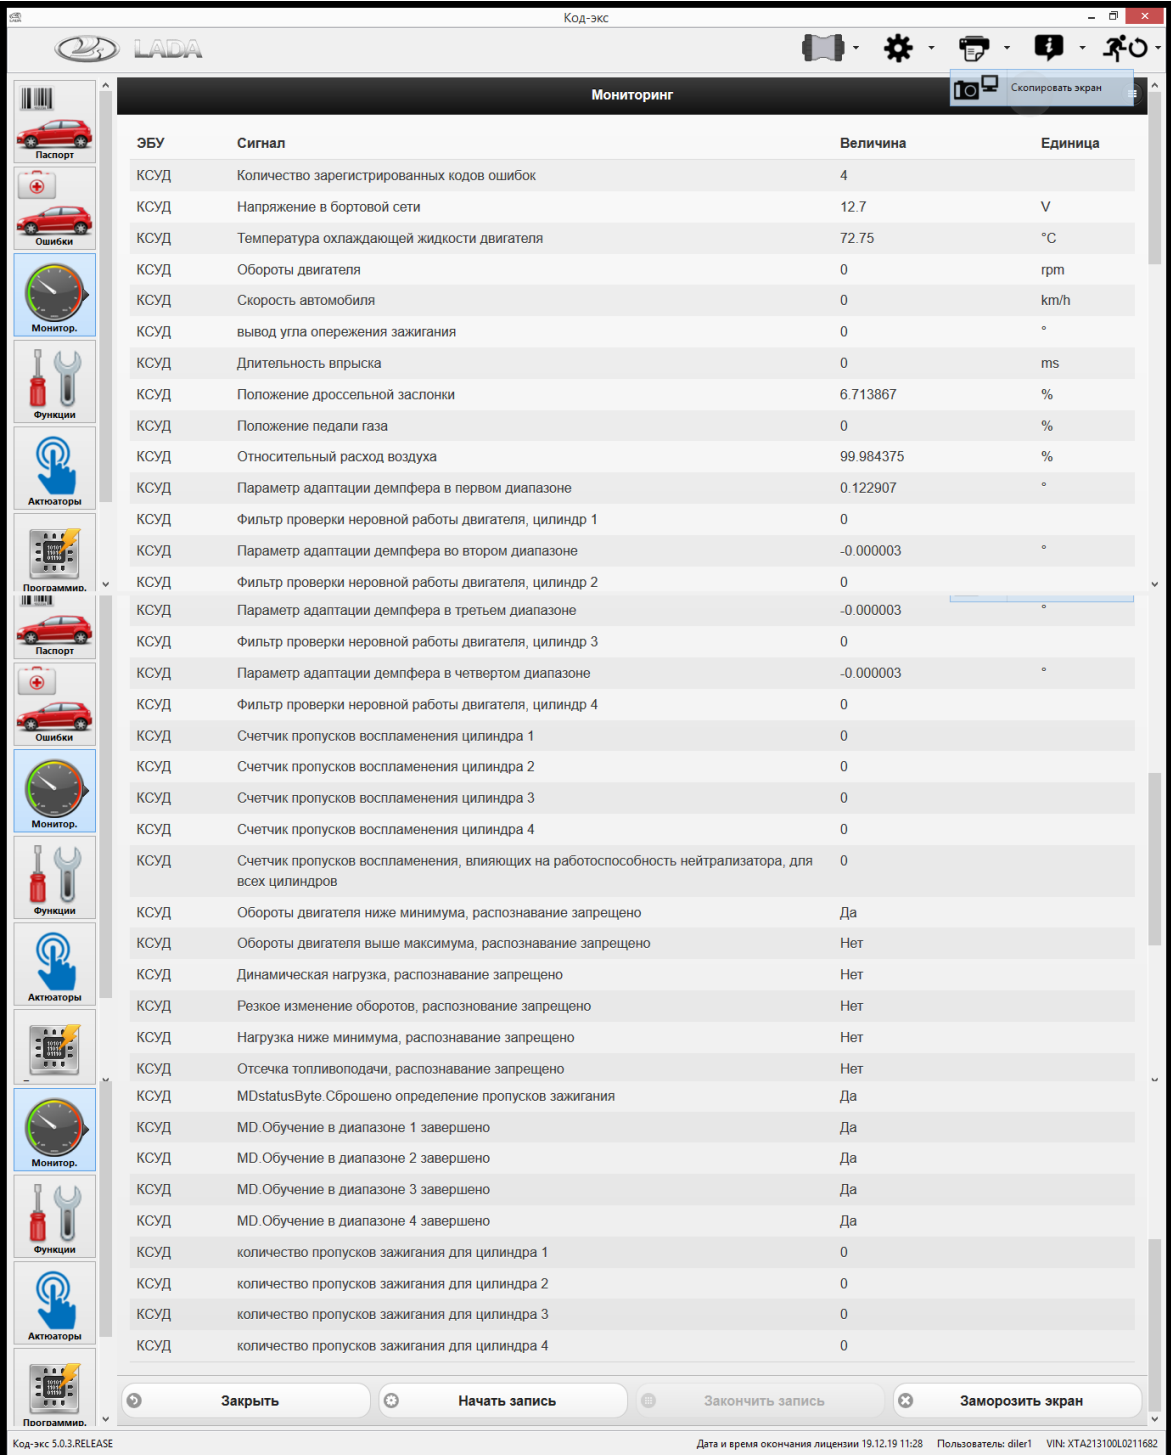 Код-экс
LADA
Скопировать экран
Мониторинг
Паспорт
Ошибки
Монитор.
Функции
Актюаторы
Программир.
ЭБУ Сигнал Величина Единица
КСУД Количество зарегистрированных кодов ошибок 4
КСУД Напряжение в бортовой сети 12.7 V
КСУД Температура охлаждающей жидкости двигателя 72.75 °C
КСУД Обороты двигателя 0 rpm
КСУД Скорость автомобиля 0 km/h
КСУД вывод угла опережения зажигания 0 °
КСУД Длительность впрыска 0 ms
КСУД Положение дроссельной заслонки 6.713867 %
КСУД Положение педали газа 0 %
КСУД Относительный расход воздуха 99.984375 %
КСУД Параметр адаптации демпфера в первом диапазоне 0.122907 °
КСУД Фильтр проверки неровной работы двигателя, цилиндр 1 0
КСУД Параметр адаптации демпфера во втором диапазоне -0.000003 °
КСУД Фильтр проверки неровной работы двигателя, цилиндр 2 0
Паспорт
Ошибки
Монитор.
Функции
Актюаторы
КСУД Параметр адаптации демпфера в третьем диапазоне -0.000003 °
КСУД Фильтр проверки неровной работы двигателя, цилиндр 3 0
КСУД Параметр адаптации демпфера в четвертом диапазоне -0.000003 °
КСУД Фильтр проверки неровной работы двигателя, цилиндр 4 0
КСУД Счетчик пропусков воспламенения цилиндра 1 0
КСУД Счетчик пропусков воспламенения цилиндра 2 0
КСУД Счетчик пропусков воспламенения цилиндра 3 0
КСУД Счетчик пропусков воспламенения цилиндра 4 0
КСУД Счетчик пропусков воспламенения, влияющих на работоспособность нейтрализатора, для 0
всех цилиндров
КСУД Обороты двигателя ниже минимума, распознавание запрещено Да
КСУД Обороты двигателя выше максимума, распознавание запрещено Нет
КСУД Динамическая нагрузка, распознавание запрещено Нет
КСУД Резкое изменение оборотов, распознование запрещено Нет
КСУД Нагрузка ниже минимума, распознавание запрещено Нет
КСУД Отсечка топливоподачи, распознавание запрещено Нет
Монитор.
Функции
Актюаторы
Программир.
КСУД MDstatusByte.Сброшено определение пропусков зажигания Да
КСУД MD.Обучение в диапазоне 1 завершено Да
КСУД MD.Обучение в диапазоне 2 завершено Да
КСУД MD.Обучение в диапазоне 3 завершено Да
КСУД MD.Обучение в диапазоне 4 завершено Да
КСУД количество пропусков зажигания для цилиндра 1 0
КСУД количество пропусков зажигания для цилиндра 2 0
КСУД количество пропусков зажигания для цилиндра 3 0
КСУД количество пропусков зажигания для цилиндра 4 0
Закрыть Начать запись Закончить запись Заморозить экран
Код-экс 5.0.3.RELEASE Дата и время окончания лицензии 19.12.19 11:28 Пользователь: diler1 VIN: XTA213100L0211682